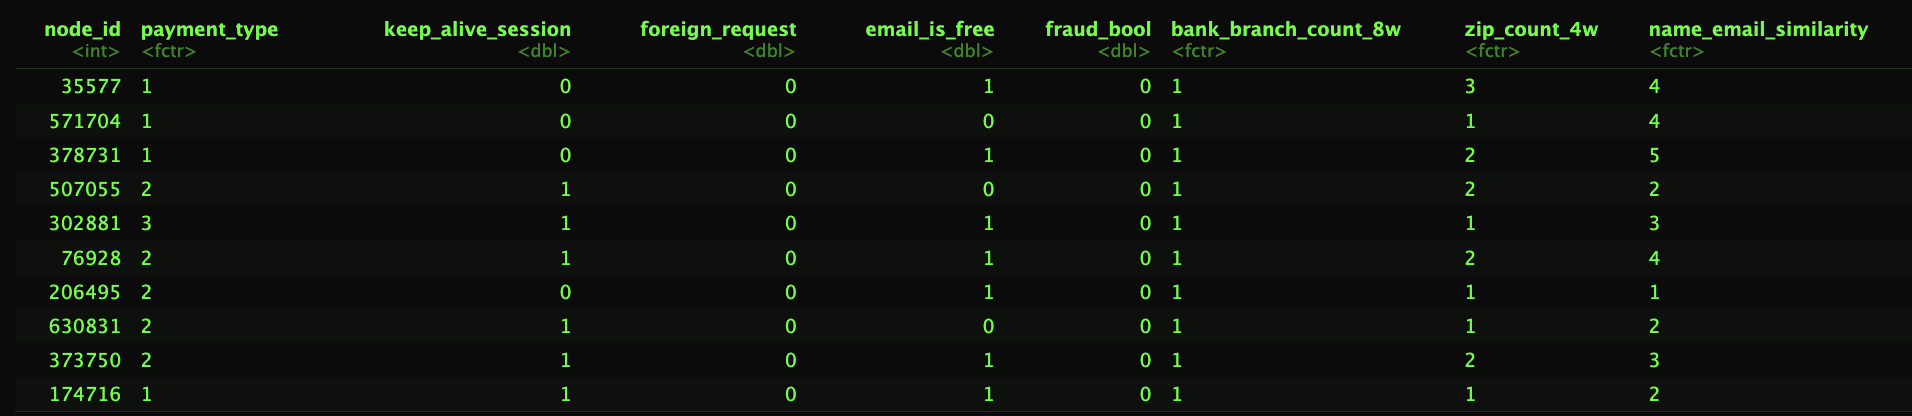 node_id payment_type keep_alive_session foreign_request email_is_free fraud_bool bank_branch_count_8w zip_count_4w name_email_similarity
<int> <fctr> <dbl> <dbl> <dbl> <dbl> <fctr> <fctr> <fctr>
35577 1 0 0 1 0 1 3 4
571704 1 0 0 0 0 1 1 4
378731 1 0 0 1 0 1 2 5
507055 2 1 0 0 0 1 2 2
302881 3 1 0 1 0 1 1 3
76928 2 1 0 1 0 1 2 4
206495 2 0 0 1 0 1 1 1
630831 2 1 0 0 0 1 1 2
373750 2 1 0 1 0 1 2 3
174716 1 1 0 1 0 1 1 2